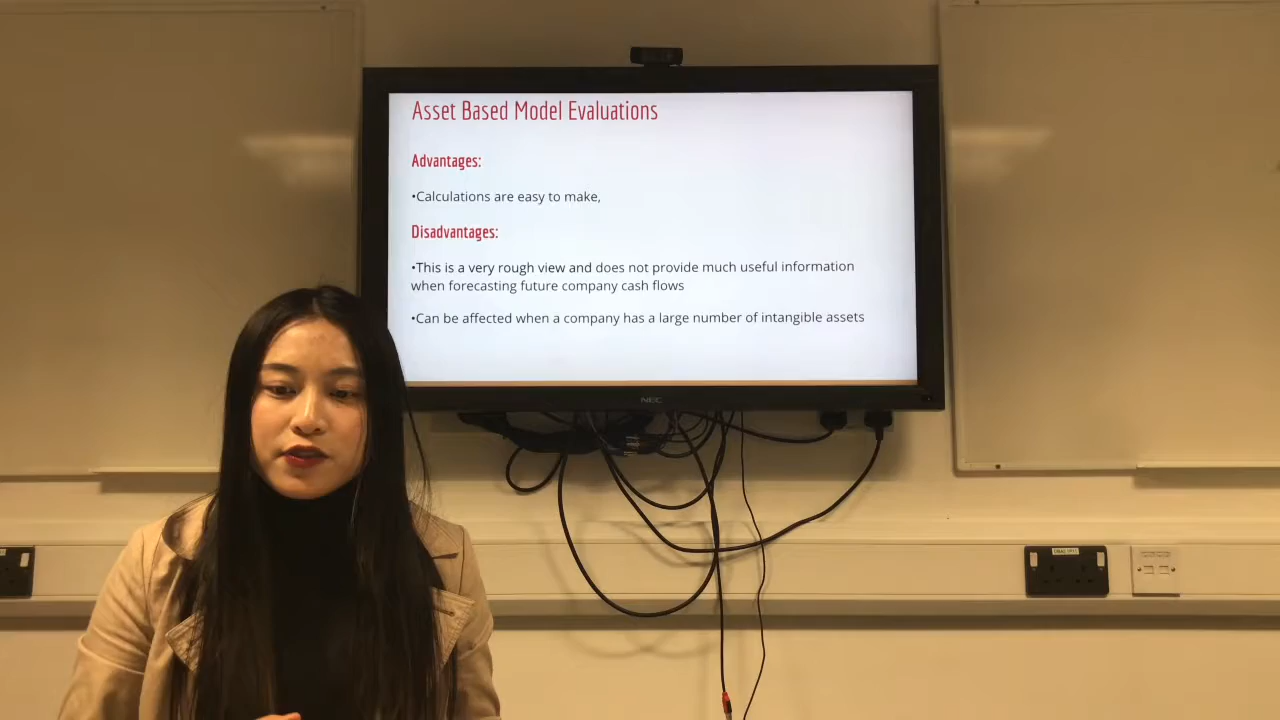 Asset Based Model Evaluations
Advantages:
•Calculations are easy to make,
Disadvantages:
•This is a very rough view and does not provide much useful information
when forecasting future company cash flows
•Can be affected when a company has a large number of intangible assets
NEC